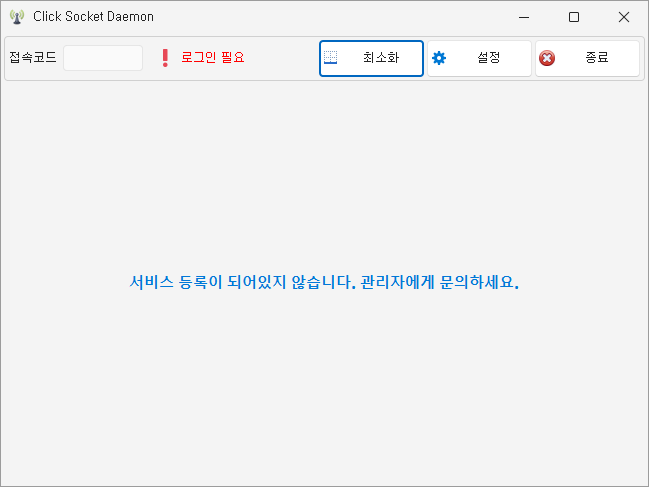 Click Socket Daemon
접속코드 로그인 필요 최소화 설정 종료
서비스 등록이 되어있지 않습니다. 관리자에게 문의하세요.